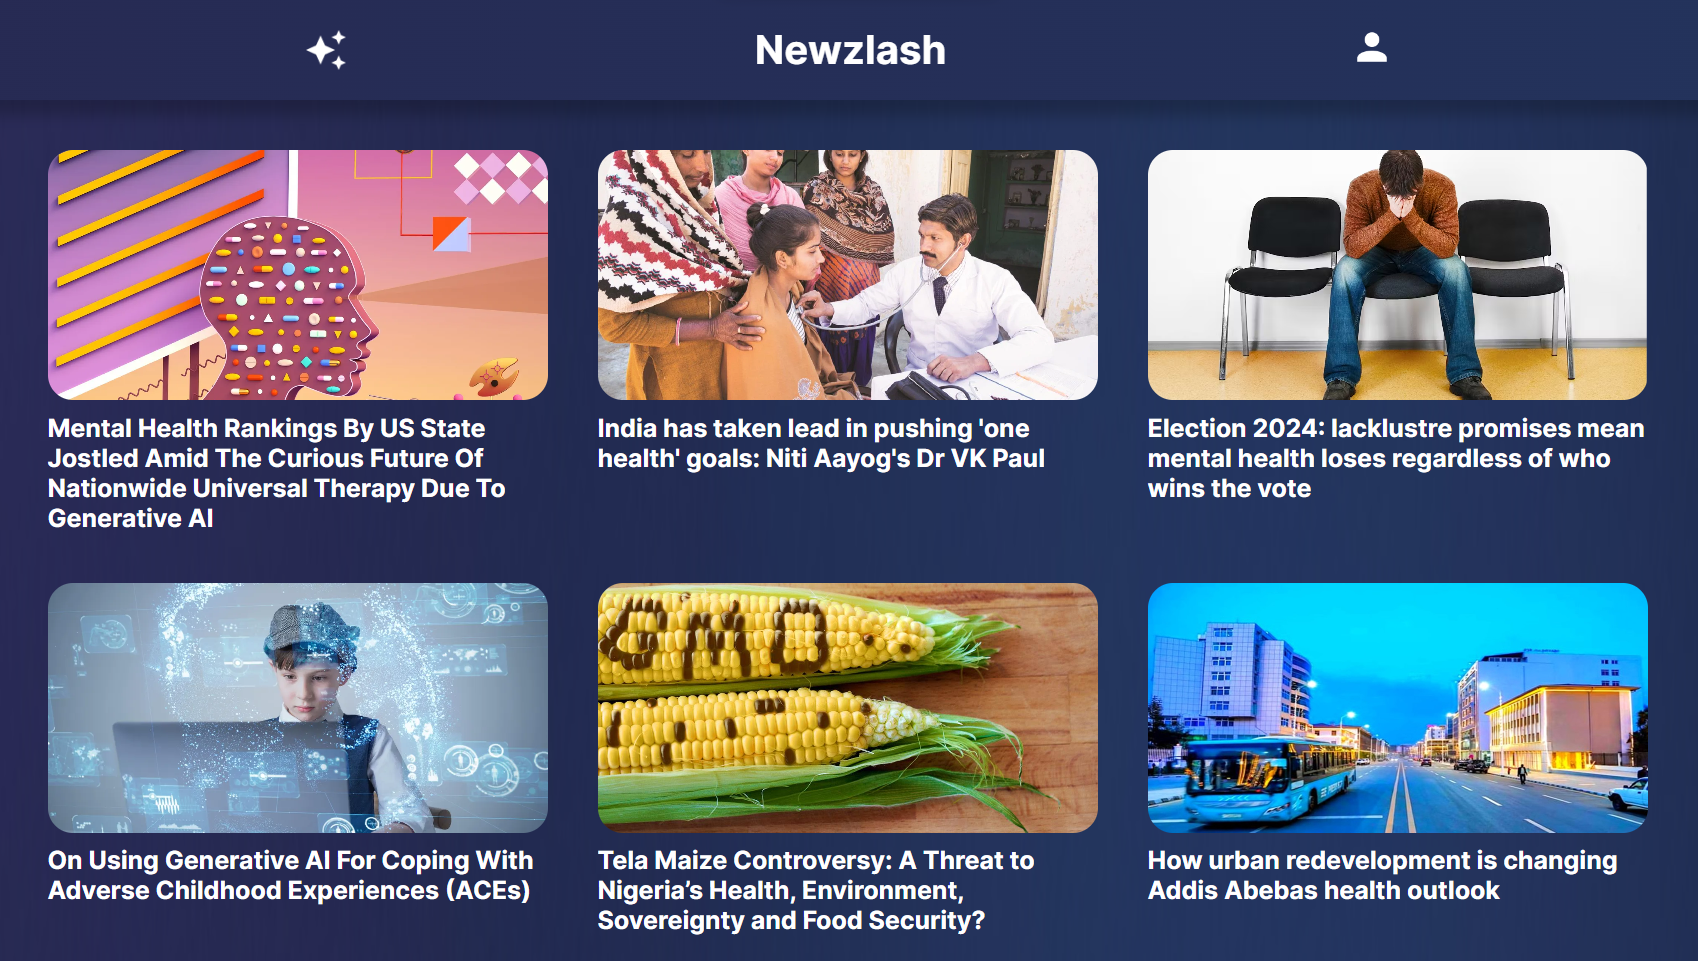 Newzlash
Mental Health Rankings By US State
Jostled Amid The Curious Future Of
Nationwide Universal Therapy Due To
Generative AI
India has taken lead in pushing 'one
health' goals: Niti Aayog's Dr VK Paul
Election 2024: lacklustre promises mean
mental health loses regardless of who
wins the vote
GMO
On Using Generative AI For Coping With
Adverse Childhood Experiences (ACEs)
Tela Maize Controversy: A Threat to
Nigeria’s Health, Environment,
Sovereignty and Food Security?
How urban redevelopment is changing
Addis Abebas health outlook